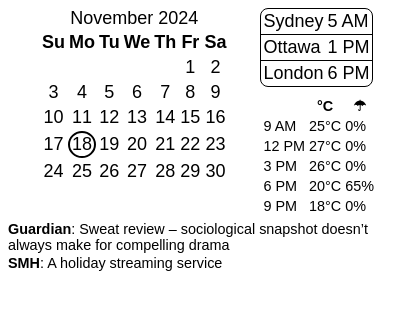 November 2024
Su Mo Tu We Th Fr Sa
1 2
3 4 5 6 7 8 9
10 11 12 13 14 15 16
17 18 19 20 21 22 23
24 25 26 27 28 29 30
Sydney 5 AM
Ottawa 1 PM
London 6 PM
°C ☂
9 AM 25°C 0%
12 PM 27°C 0%
3 PM 26°C 0%
6 PM 20°C 65%
9 PM 18°C 0%
Guardian: Sweat review – sociological snapshot doesn’t
always make for compelling drama
SMH: A holiday streaming service